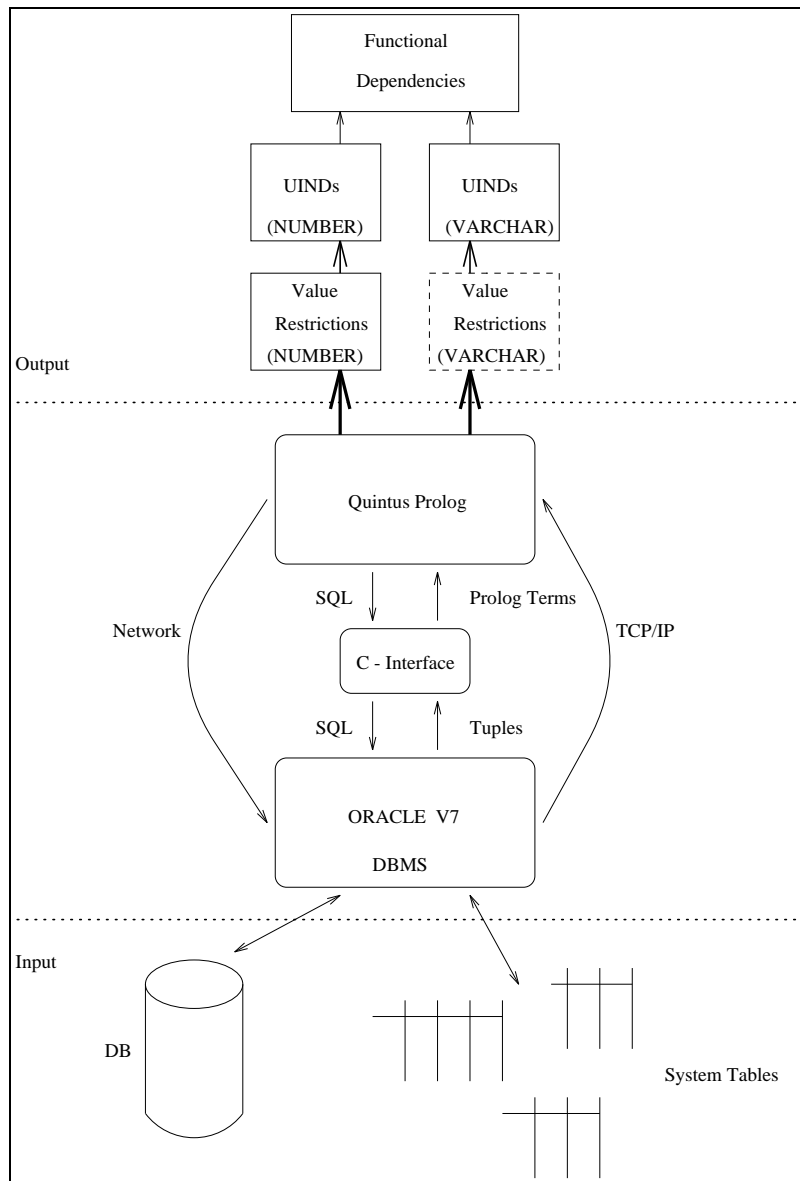 Functional
Dependencies
UINDs
(NUMBER)
UINDs
(VARCHAR)
Value
Restrictions
(NUMBER)
Value
Restrictions
(VARCHAR)
Output
Quintus Prolog
SQL
Prolog Terms
Network
TCP/IP
C - Interface
SQL
Tuples
ORACLE V7
DBMS
Input
DB
System Tables